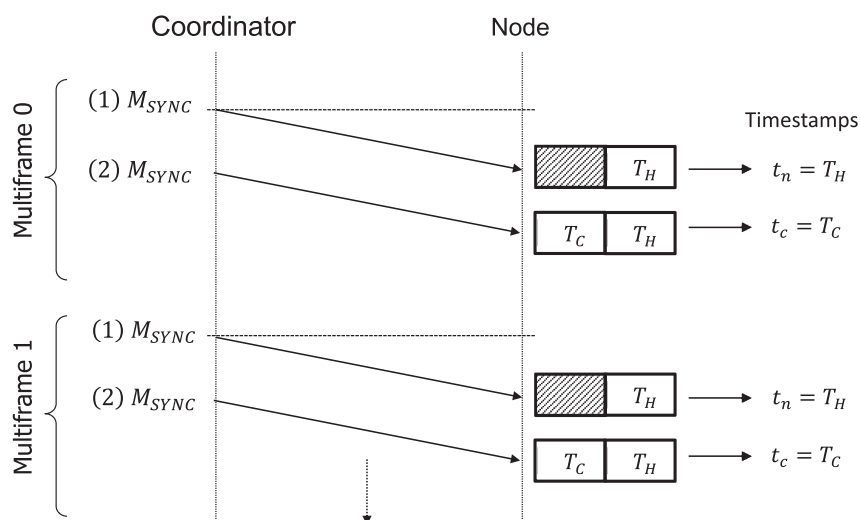 Coordinator
Node
Multiframe 0
(1) M_SYNC
Timestamps
T_H
t_n = T_H
(2) M_SYNC
T_C
T_H
t_c = T_C
Multiframe 1
(1) M_SYNC
T_H
t_n = T_H
(2) M_SYNC
T_C
T_H
t_c = T_C